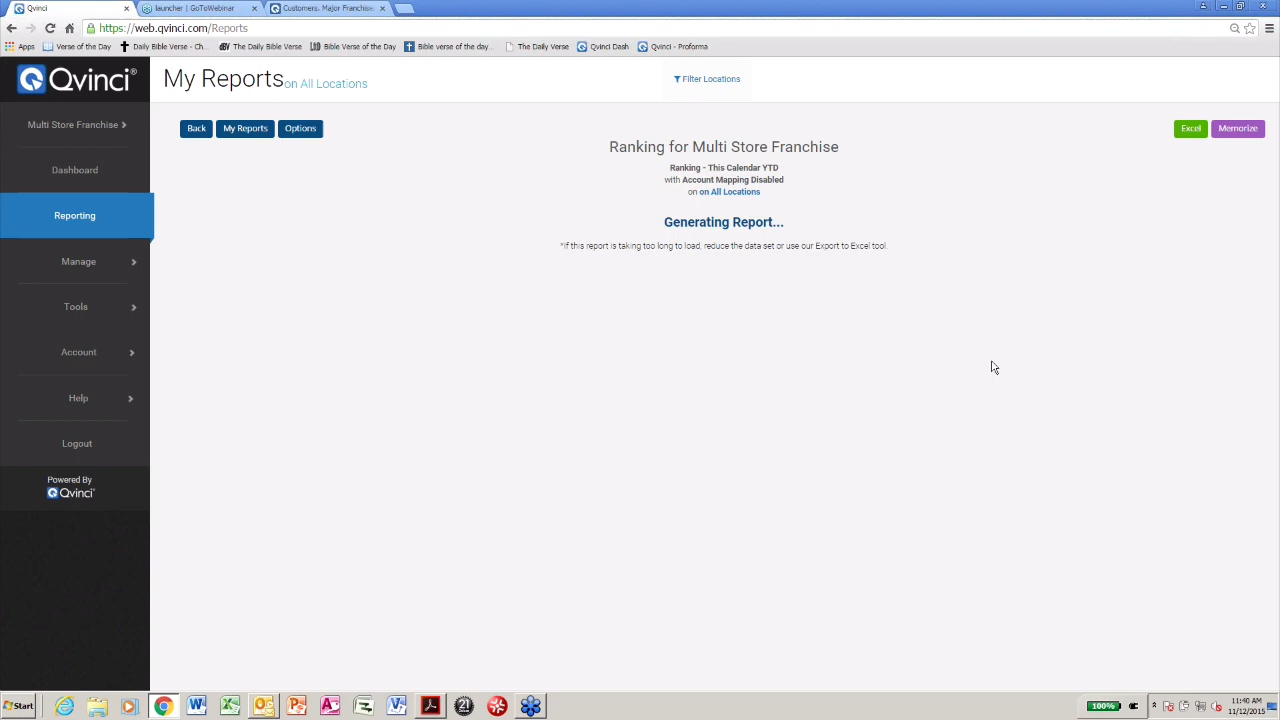 Qvinci
launcher | GoToWebinar
Customers. Major Franchise
https://web.qvinci.com/Reports
Apps
Verse of the Day
Daily Bible Verse - Ch...
The Daily Bible Verse
Bible Verse of the Day
Bible verse of the day...
The Daily Verse
Qvinci Dash
Qvinci - Proforma
Qvinci®
My Reports on All Locations
Filter Locations
Multi Store Franchise
Back
My Reports
Options
Excel
Memorize
Ranking for Multi Store Franchise
Ranking - This Calendar YTD
with Account Mapping Disabled
on on All Locations
Generating Report...
*If this report is taking too long to load, reduce the data set or use our Export to Excel tool.
Dashboard
Reporting
Manage
Tools
Account
Help
Logout
Powered By
Qvinci
Start
100%
11:40 AM
11/12/2015